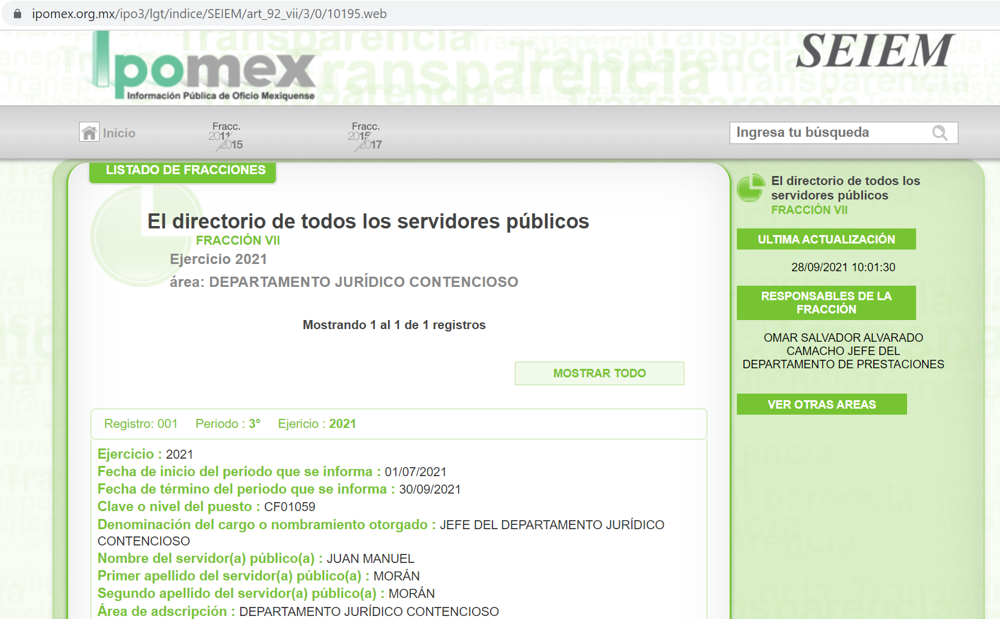 ipomex.org.mx/ipo3/lgt/indice/SEIEM/art_92_vii/3/0/10195.web
Ipomex
Información Pública de Oficio Mexiquense
SEIEM
Inicio
Fracc.
2011
2015
Fracc.
2015
2017
Ingresa tu búsqueda
LISTADO DE FRACCIONES
El directorio de todos los servidores públicos
FRACCIÓN VII
Ejercicio 2021
área: DEPARTAMENTO JURÍDICO CONTENCIOSO
Mostrando 1 al 1 de 1 registros
MOSTRAR TODO
Registro: 001 Periodo : 3° Ejericio : 2021
Ejercicio : 2021
Fecha de inicio del periodo que se informa : 01/07/2021
Fecha de término del periodo que se informa : 30/09/2021
Clave o nivel del puesto : CF01059
Denominación del cargo o nombramiento otorgado : JEFE DEL DEPARTAMENTO JURÍDICO
CONTENCIOSO
Nombre del servidor(a) público(a) : JUAN MANUEL
Primer apellido del servidor(a) público(a) : MORÁN
Segundo apellido del servidor(a) público(a) : MORÁN
Área de adscripción : DEPARTAMENTO JURÍDICO CONTENCIOSO
El directorio de todos los
servidores públicos
FRACCIÓN VII
ULTIMA ACTUALIZACIÓN
28/09/2021 10:01:30
RESPONSABLES DE LA
FRACCIÓN
OMAR SALVADOR ALVARADO
CAMACHO JEFE DEL
DEPARTAMENTO DE PRESTACIONES
VER OTRAS AREAS